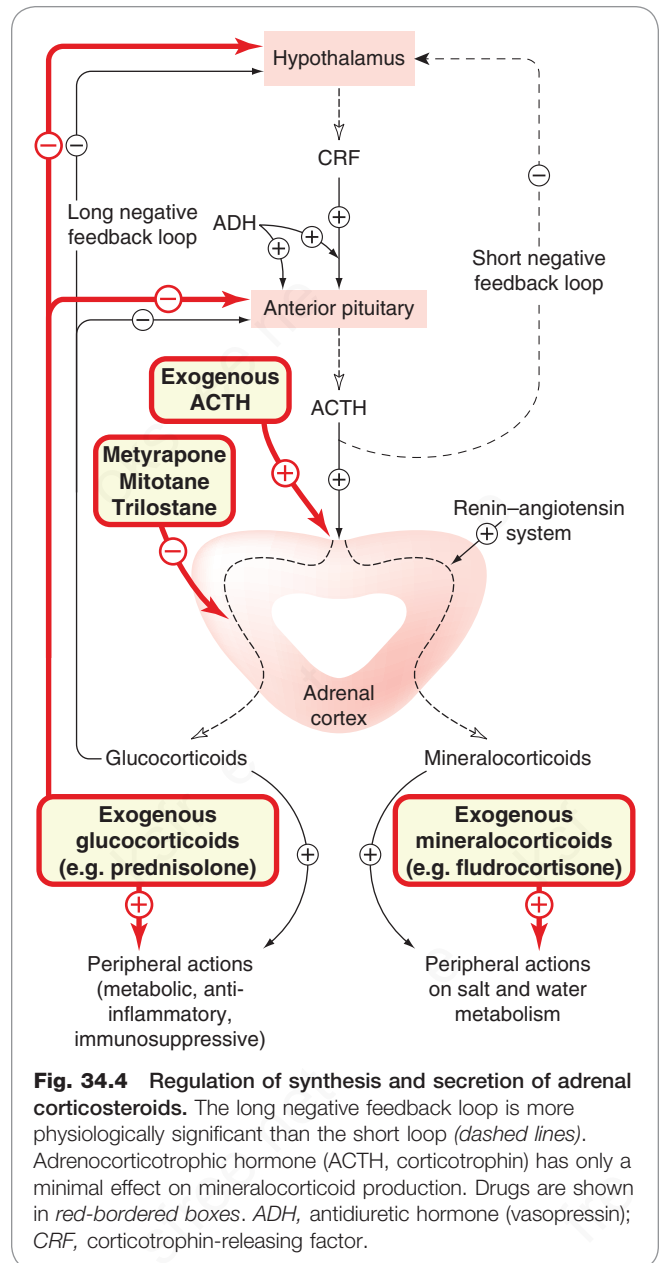 Hypothalamus
CRF
Long negative
feedback loop
ADH
Short negative
feedback loop
Anterior pituitary
Exogenous
ACTH
ACTH
Metyrapone
Mitotane
Trilostane
Renin–angiotensin
system
Adrenal
cortex
Glucocorticoids
Mineralocorticoids
Exogenous
glucocorticoids
(e.g. prednisolone)
Exogenous
mineralocorticoids
(e.g. fludrocortisone)
Peripheral actions
(metabolic, anti-
inflammatory,
immunosuppressive)
Peripheral actions
on salt and water
metabolism
Fig. 34.4 Regulation of synthesis and secretion of adrenal
corticosteroids. The long negative feedback loop is more
physiologically significant than the short loop (dashed lines).
Adrenocorticotrophic hormone (ACTH, corticotrophin) has only a
minimal effect on mineralocorticoid production. Drugs are shown
in red-bordered boxes. ADH, antidiuretic hormone (vasopressin);
CRF, corticotrophin-releasing factor.